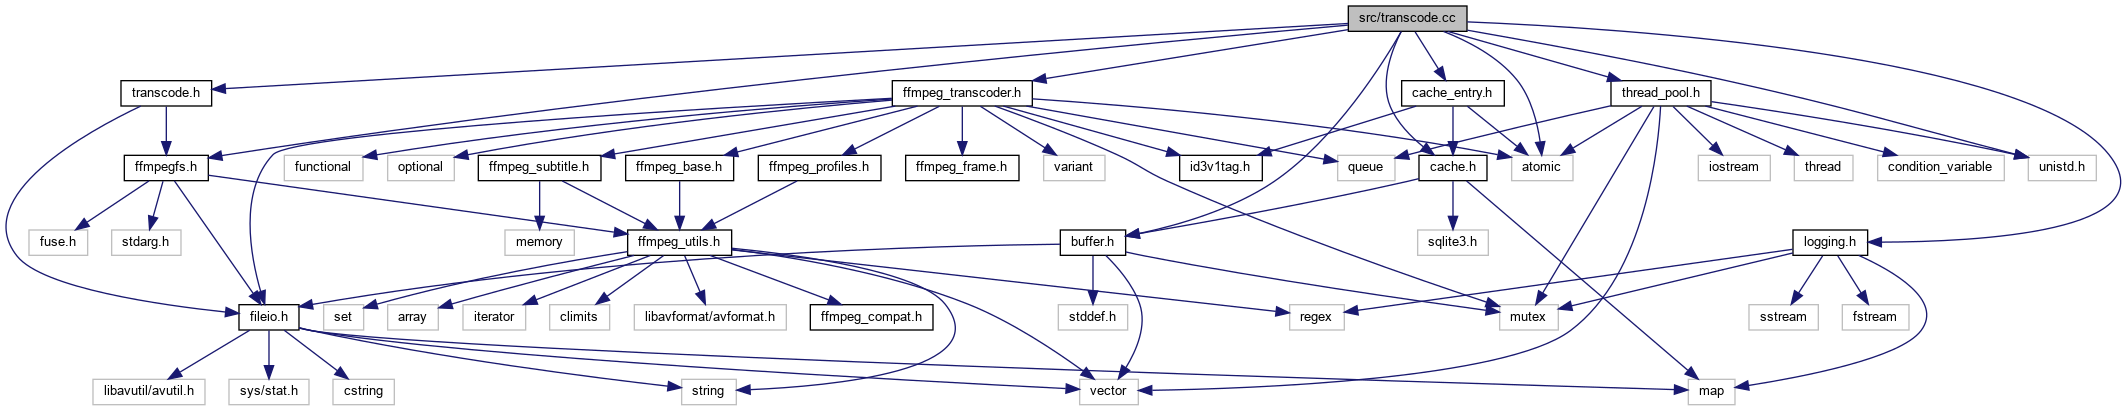 src/transcode.cc
transcode.h
ffmpeg_transcoder.h
cache_entry.h
thread_pool.h
ffmpegfs.h
functional
optional
ffmpeg_subtitle.h
ffmpeg_base.h
ffmpeg_profiles.h
ffmpeg_frame.h
variant
id3v1tag.h
queue
cache.h
atomic
iostream
thread
condition_variable
unistd.h
fuse.h
stdarg.h
memory
ffmpeg_utils.h
buffer.h
sqlite3.h
logging.h
fileio.h
set
array
iterator
climits
libavformat/avformat.h
ffmpeg_compat.h
stddef.h
regex
mutex
sstream
fstream
libavutil/avutil.h
sys/stat.h
cstring
string
vector
map